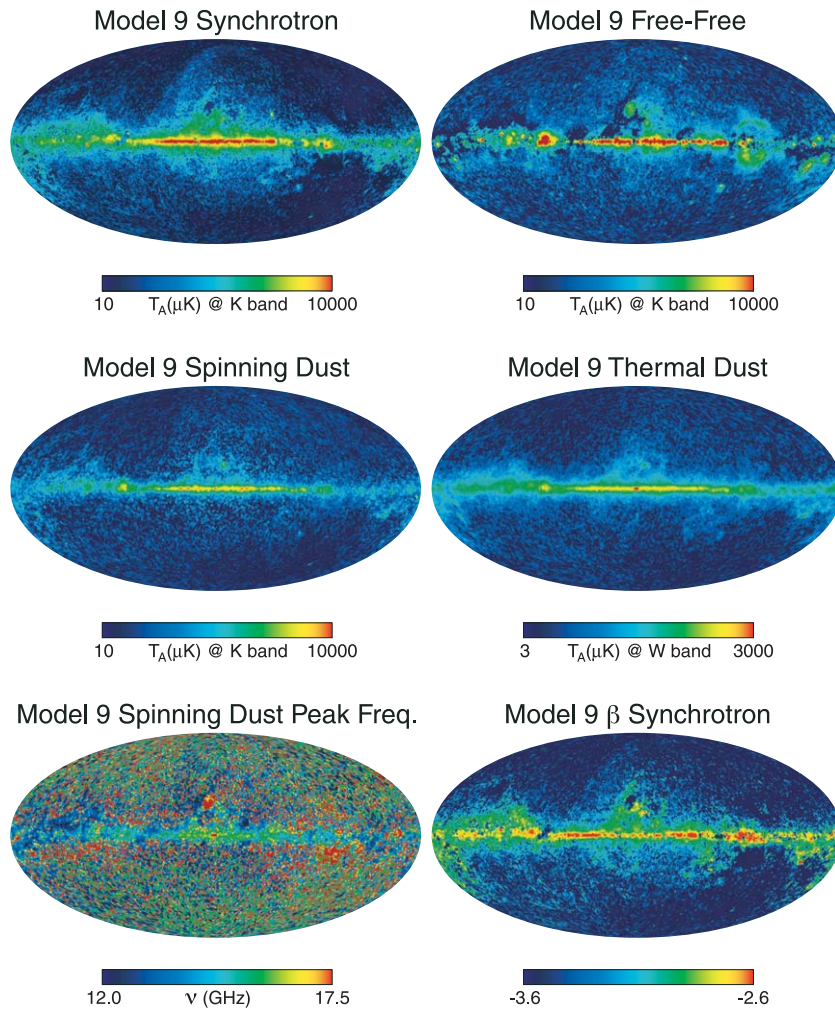 Model 9 Synchrotron
Model 9 Free-Free
10 T_A(μK) @ K band 10000
10 T_A(μK) @ K band 10000
Model 9 Spinning Dust
Model 9 Thermal Dust
10 T_A(μK) @ K band 10000
3 T_A(μK) @ W band 3000
Model 9 Spinning Dust Peak Freq.
Model 9 β Synchrotron
12.0 ν (GHz) 17.5
-3.6 -2.6